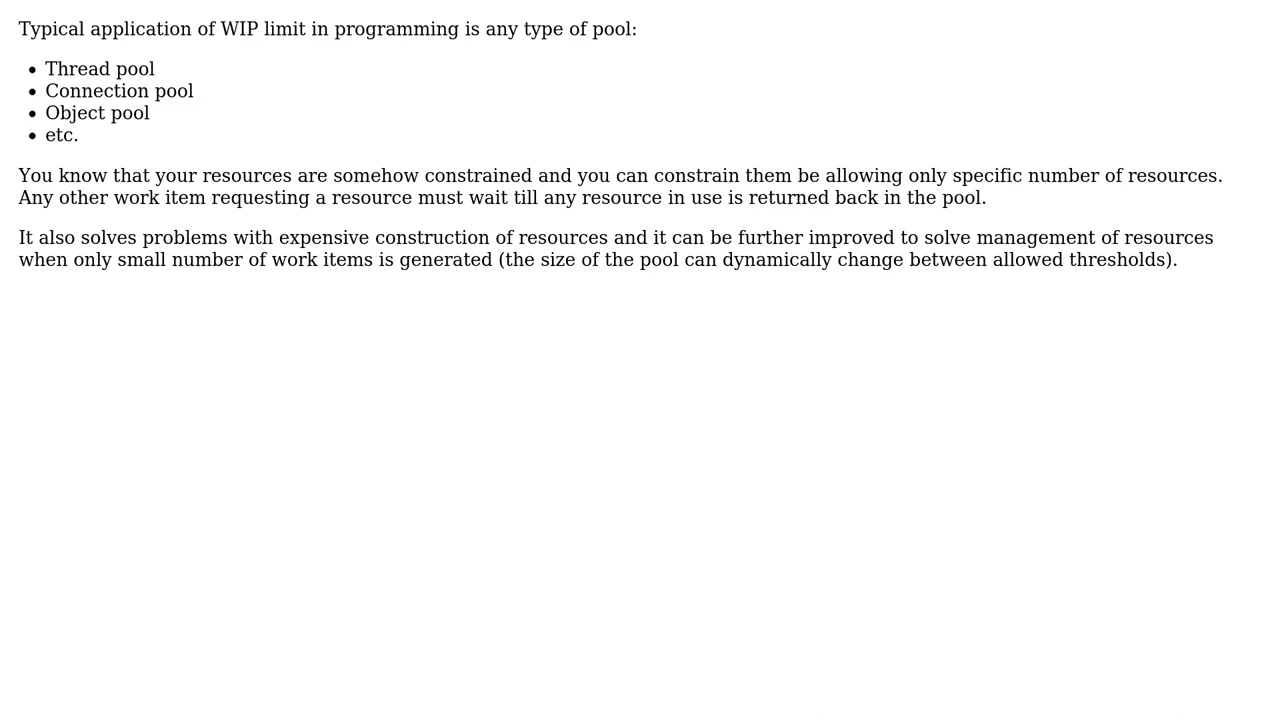 Typical application of WIP limit in programming is any type of pool:
• Thread pool
• Connection pool
• Object pool
• etc.
You know that your resources are somehow constrained and you can constrain them be allowing only specific number of resources.
Any other work item requesting a resource must wait till any resource in use is returned back in the pool.
It also solves problems with expensive construction of resources and it can be further improved to solve management of resources
when only small number of work items is generated (the size of the pool can dynamically change between allowed thresholds).